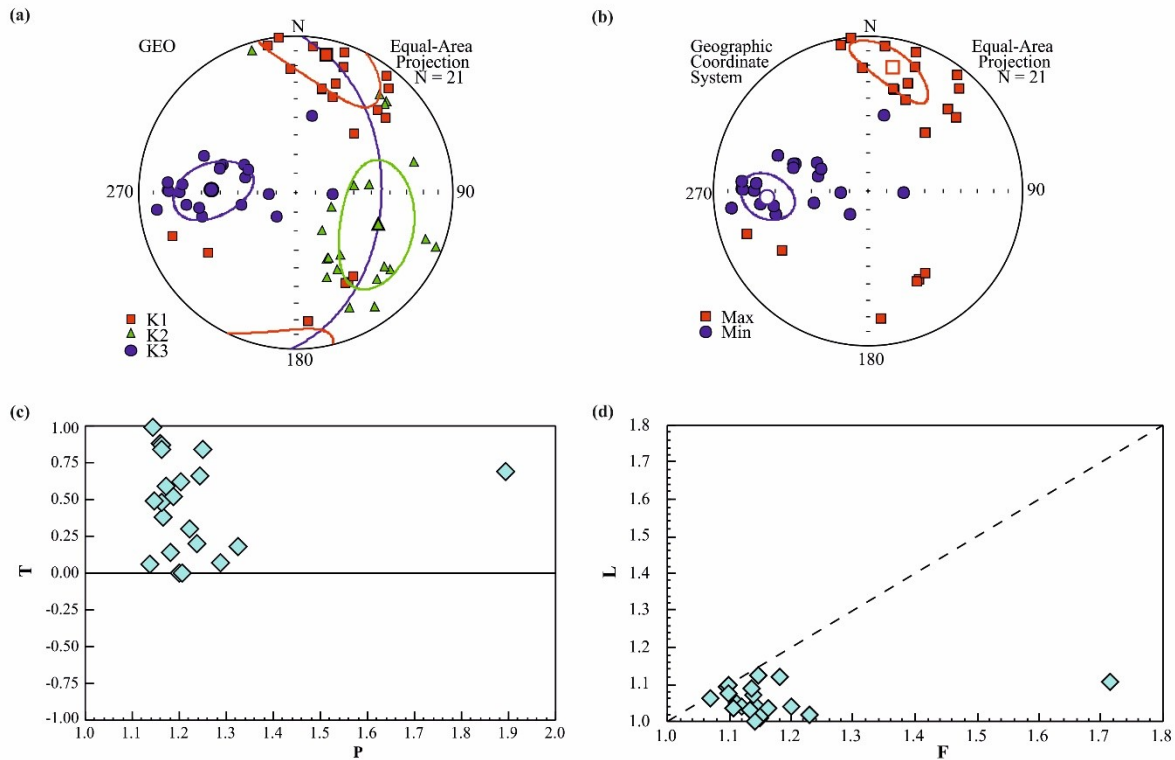 (a)
GEO
N
Equal-Area
Projection
N = 21
270
90
180
K1
K2
K3
(b)
Geographic
Coordinate
System
N
Equal-Area
Projection
N = 21
270
90
180
Max
Min
(c)
T
1.00
0.75
0.50
0.25
0.00
-0.25
-0.50
-0.75
-1.00
1.0 1.1 1.2 1.3 1.4 1.5 1.6 1.7 1.8 1.9 2.0
P
(d)
L
1.8
1.7
1.6
1.5
1.4
1.3
1.2
1.1
1.0
1.0 1.1 1.2 1.3 1.4 1.5 1.6 1.7 1.8
F